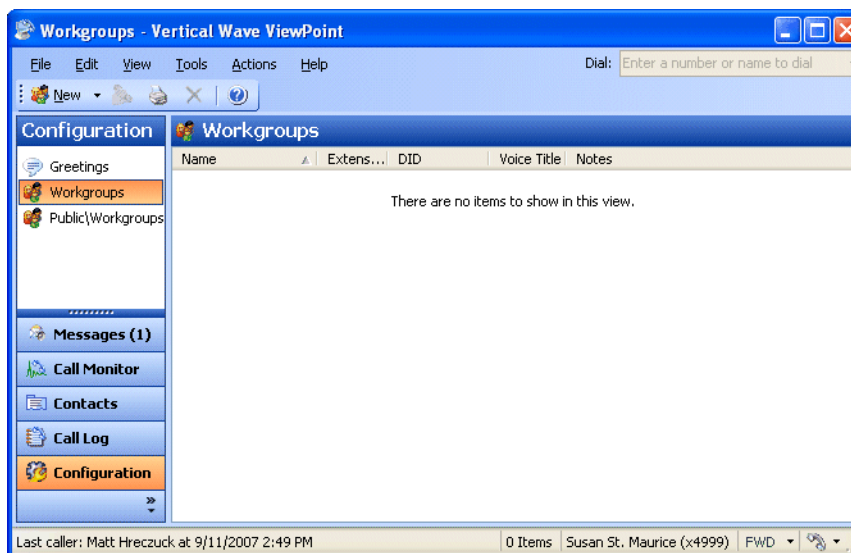 Workgroups - Vertical Wave ViewPoint
File Edit View Tools Actions Help Dial: Enter a number or name to dial
New
Configuration
Greetings
Workgroups
Public\Workgroups
Messages (1)
Call Monitor
Contacts
Call Log
Configuration
Workgroups
Name Extens... DID Voice Title Notes
There are no items to show in this view.
Last caller: Matt Hreczuck at 9/11/2007 2:49 PM 0 Items Susan St. Maurice (x4999) FWD